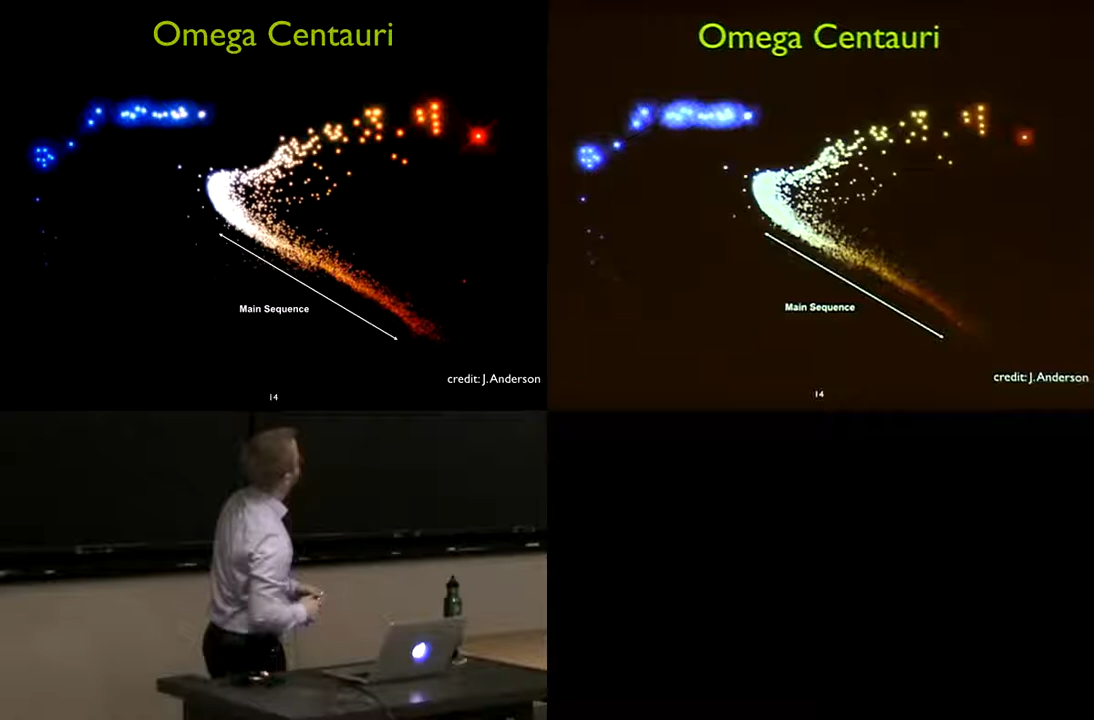 Omega Centauri
Main Sequence
credit: J. Anderson
14
Omega Centauri
Main Sequence
credit: J. Anderson
14